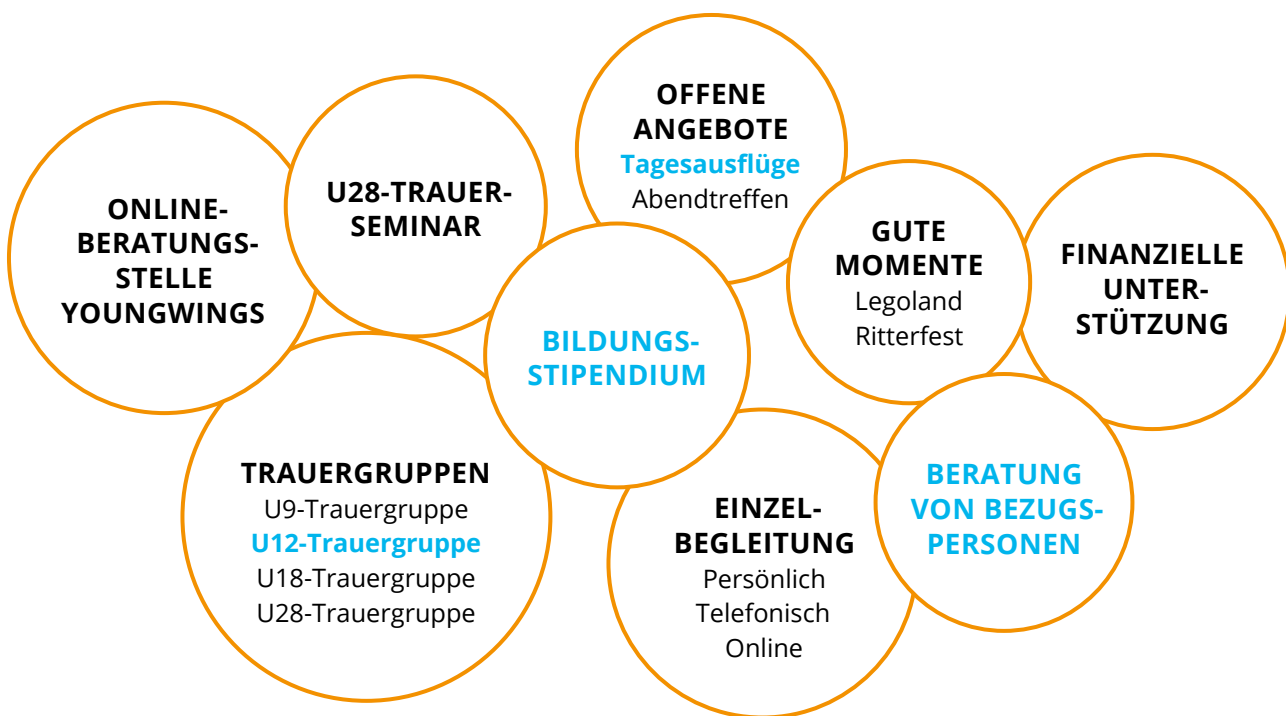 ONLINE-
BERATUNGS-
STELLE
YOUNGWINGS
U28-TRAUER-
SEMINAR
OFFENE
ANGEBOTE
Tagesausflüge
Abendtreffen
GUTE
MOMENTE
Legoland
Ritterfest
FINANZIELLE
UNTER-
STÜTZUNG
BILDUNGS-
STIPENDIUM
TRAUERGRUPPEN
U9-Trauergruppe
U12-Trauergruppe
U18-Trauergruppe
U28-Trauergruppe
EINZEL-
BEGLEITUNG
Persönlich
Telefonisch
Online
BERATUNG
VON BEZUGS-
PERSONEN